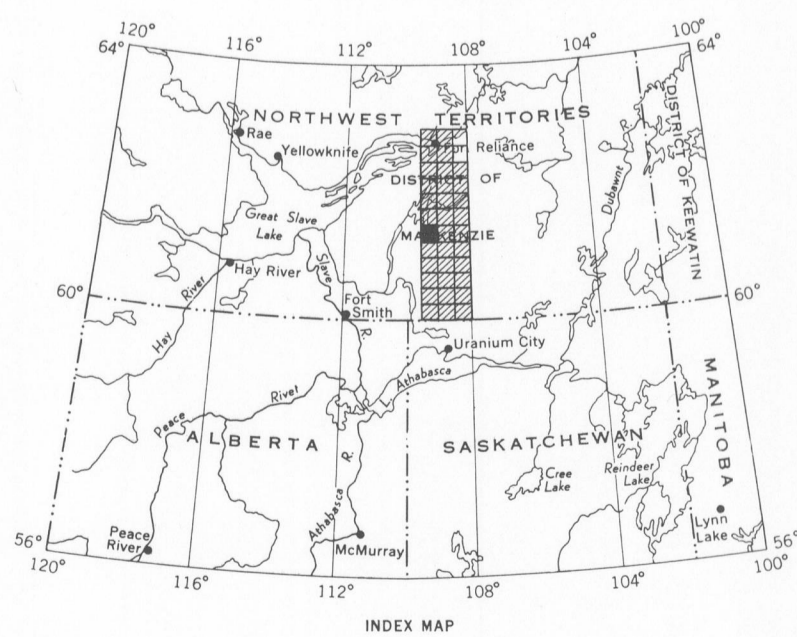 120°
116°
112°
108°
104°
100°
64°
64°
NORTHWEST TERRITORIES
Rae
Yellowknife
Fort Reliance
DISTRICT OF
MACKENZIE
DISTRICT OF KEEWATIN
Dubawnt R.
Great Slave
Lake
Hay River
Slave
R.
Fort
Smith
60°
60°
Hay
River
Uranium City
L. Athabasca
Peace
River
ALBERTA
SASKATCHEWAN
MANITOBA
Athabasca
R.
Cree
Lake
Reindeer
Lake
Lynn
Lake
Peace
River
McMurray
56°
56°
120°
116°
112°
108°
104°
100°
INDEX MAP